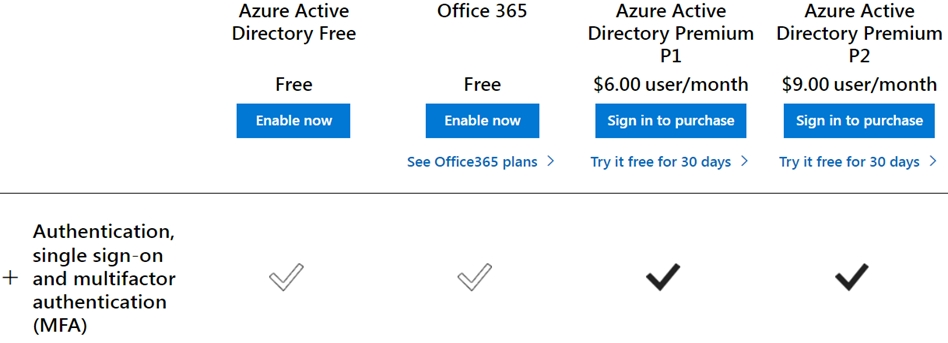 Azure Active
Directory Free
Office 365
Azure Active
Directory Premium
P1
Azure Active
Directory Premium
P2
Free
Free
$6.00 user/month
$9.00 user/month
Enable now
Enable now
Sign in to purchase
Sign in to purchase
See Office365 plans >
Try it free for 30 days >
Try it free for 30 days >
Authentication,
single sign-on
+ and multifactor
authentication
(MFA)